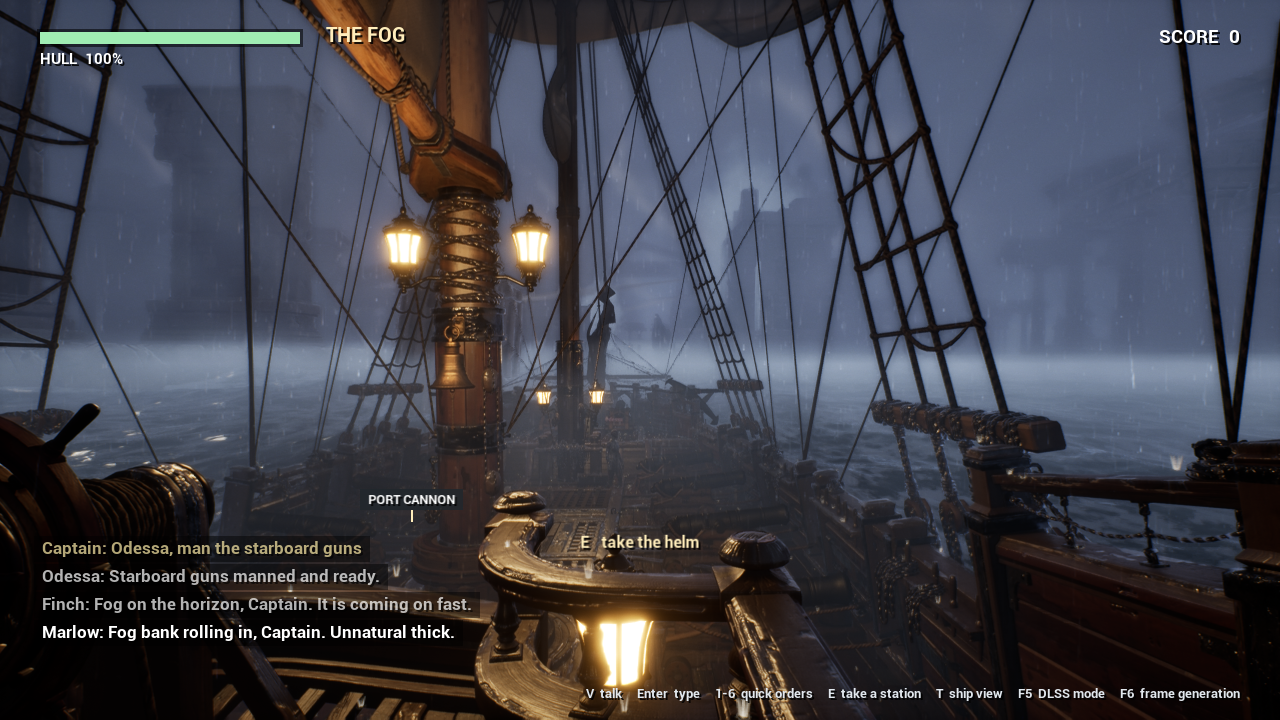 THE FOG
SCORE 0
HULL 100%
PORT CANNON
E take the helm
Captain: Odessa, man the starboard guns
Odessa: Starboard guns manned and ready.
Finch: Fog on the horizon, Captain. It is coming on fast.
Marlow: Fog bank rolling in, Captain. Unnatural thick.
V talk Enter type 1-6 quick orders E take a station T ship view F5 DLSS mode F6 frame generation